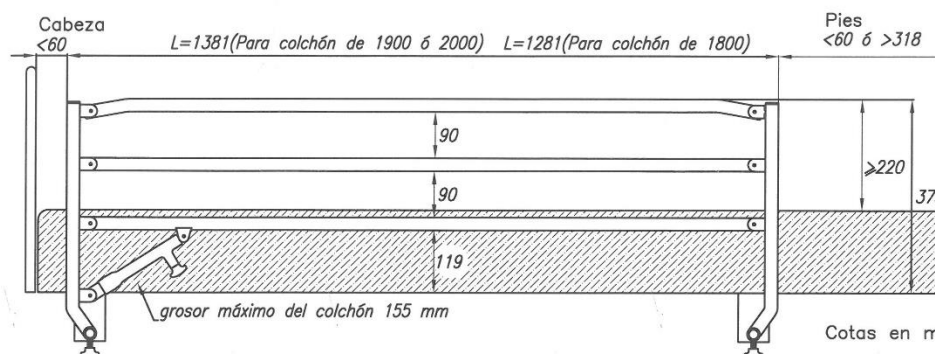 Cabeza
<60
L=1381(Para colchón de 1900 ó 2000)
L=1281(Para colchón de 1800)
Pies
<60 ó >318
90
90
⩾220
37
119
grosor máximo del colchón 155 mm
Cotas en m